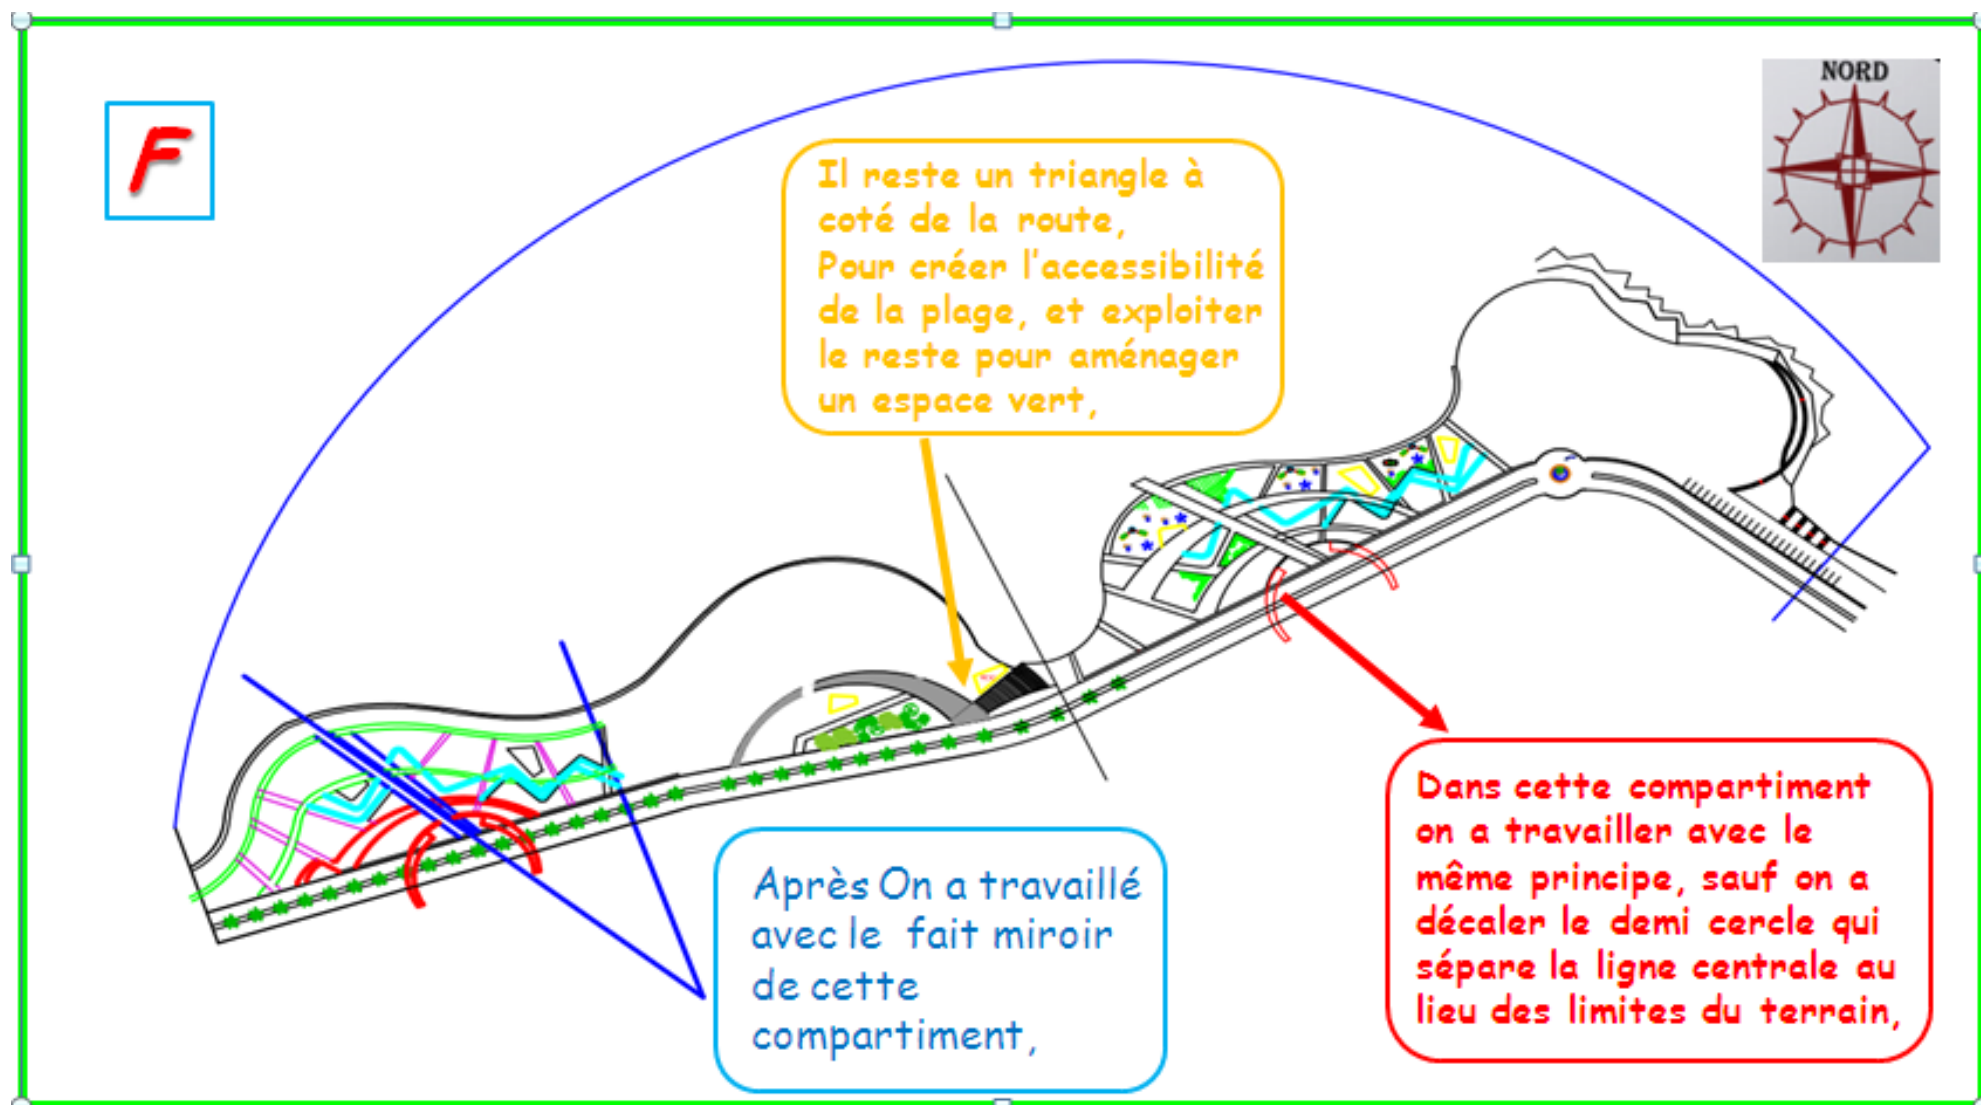 F
NORD
Il reste un triangle à
coté de la route,
Pour créer l'accessibilité
de la plage, et exploiter
le reste pour aménager
un espace vert,
Dans cette compartiment
on a travailler avec le
même principe, sauf on a
décaler le demi cercle qui
sépare la ligne centrale au
lieu des limites du terrain,
Après On a travaillé
avec le fait miroir
de cette
compartiment,